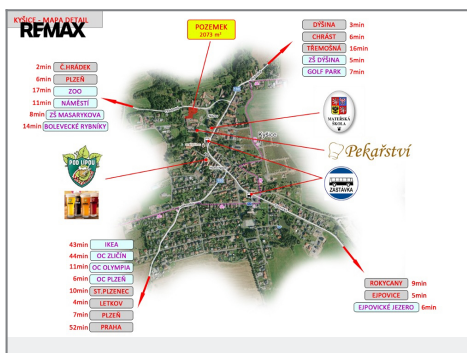 KYŠICE - MAPA DETAIL
REMAX
POZEMEK
2073 m²
DÝŠINA 3min
CHRÁST 6min
TŘEMOŠNÁ 16min
ZŠ DÝŠINA 5min
GOLF PARK 7min
2min Č.HRÁDEK
6min PLZEŇ
17min ZOO
11min NÁMĚSTÍ
8min ZŠ MASARYKOVA
14min BOLEVECKÉ RYBNÍKY
MATEŘSKÁ
ŠKOLA
Kyšice
Pekařství
POD LÍPOU
ZASTÁVKA
43min IKEA
44min OC ZLIČÍN
11min OC OLYMPIA
6min OC PLZEŇ
10min ST.PLZENEC
4min LETKOV
7min PLZEŇ
52min PRAHA
ROKYCANY 9min
EJPOVICE 5min
EJPOVICKÉ JEZERO 6min